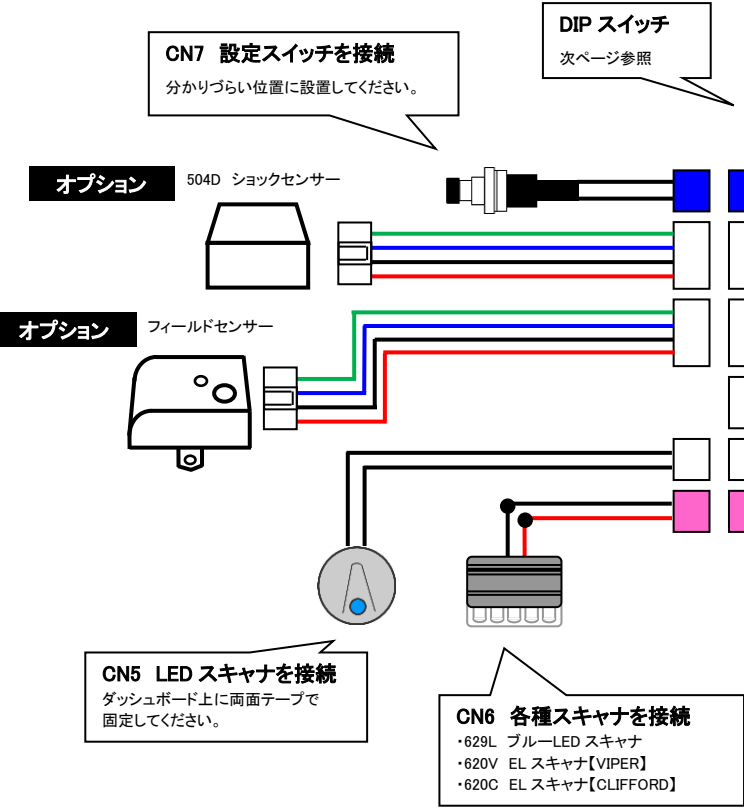 DIP スイッチ
次ページ参照
CN7 設定スイッチを接続
分かりづらい位置に設置してください。
オプション
504D ショックセンサー
オプション
フィールドセンサー
CN5 LED スキャナを接続
ダッシュボード上に両面テープで
固定してください。
CN6 各種スキャナを接続
・629L ブルーLED スキャナ
・620V EL スキャナ【VIPER】
・620C EL スキャナ【CLIFFORD】